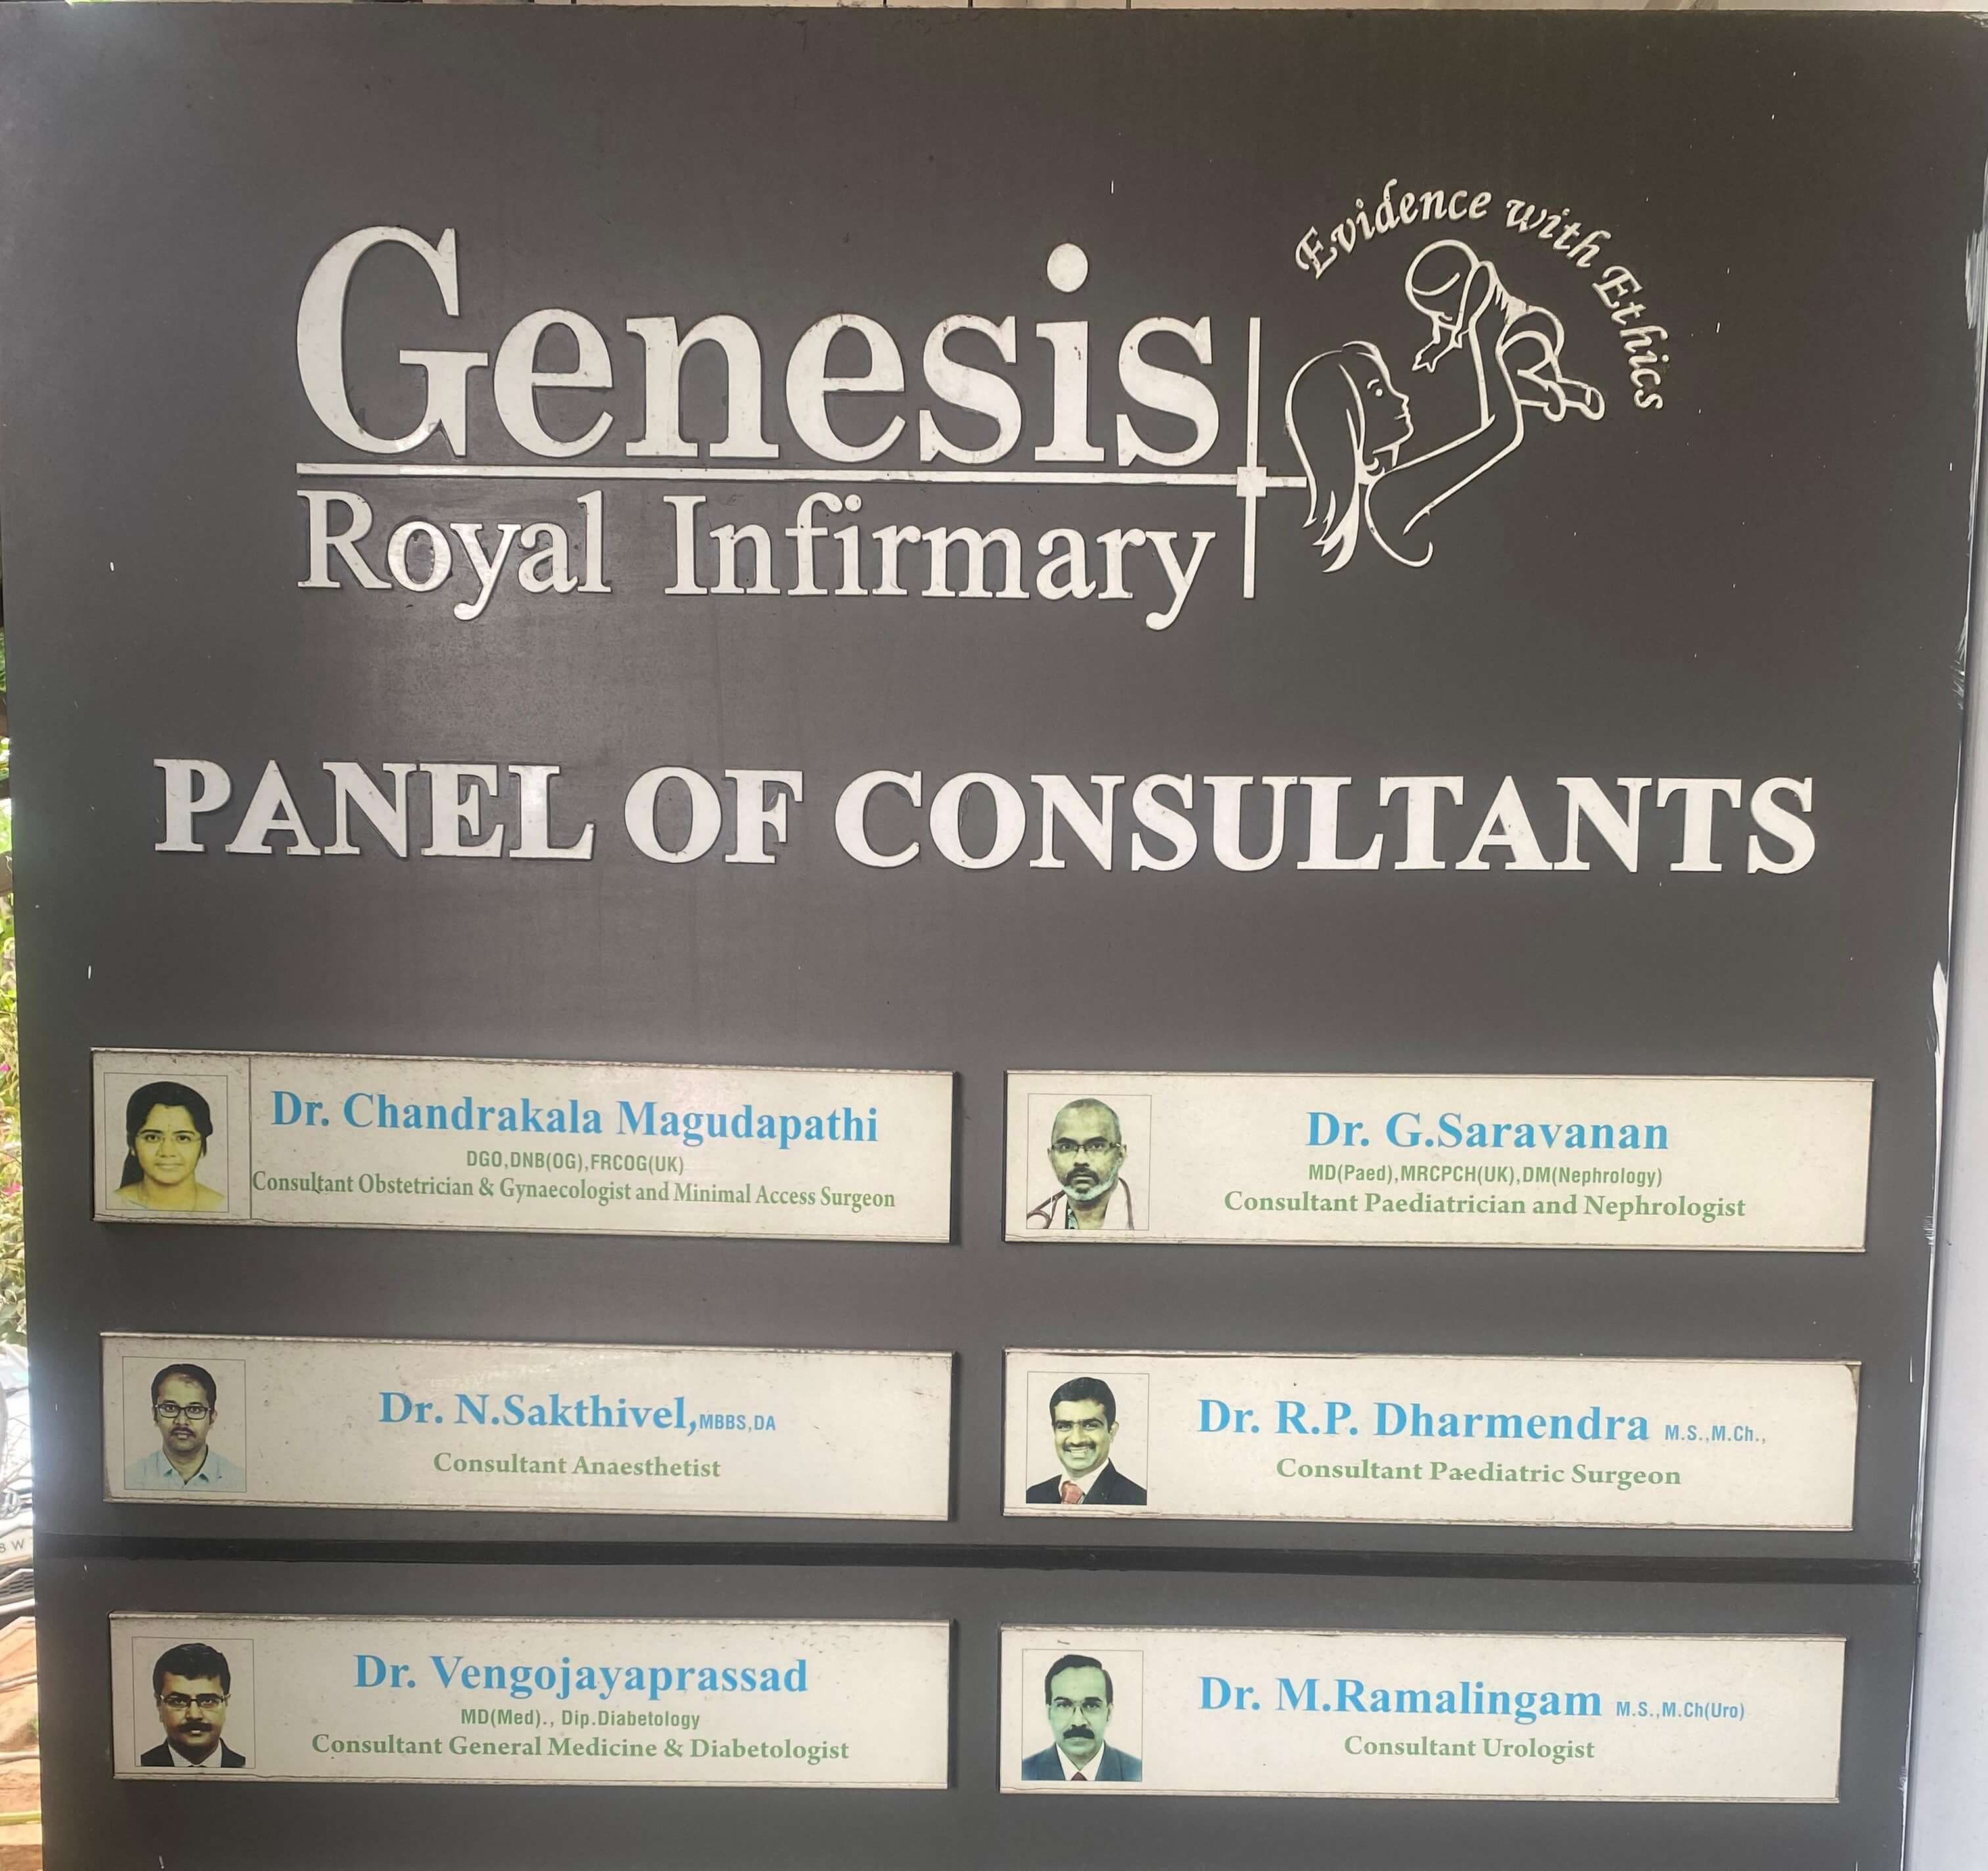 Evidence with Ethics
Genesis
Royal Infirmary
PANEL OF CONSULTANTS
Dr. Chandrakala Magudapathi
DGO,DNB(OG),FRCOG(UK)
Consultant Obstetrician & Gynaecologist and Minimal Access Surgeon
Dr. G.Saravanan
MD(Paed),MRCPCH(UK),DM(Nephrology)
Consultant Paediatrician and Nephrologist
Dr. N.Sakthivel,MBBS,DA
Consultant Anaesthetist
Dr. R.P. Dharmendra M.S.,M.Ch.,
Consultant Paediatric Surgeon
Dr. Vengojayaprassad
MD(Med)., Dip.Diabetology
Consultant General Medicine & Diabetologist
Dr. M.Ramalingam M.S.,M.Ch(Uro)
Consultant Urologist